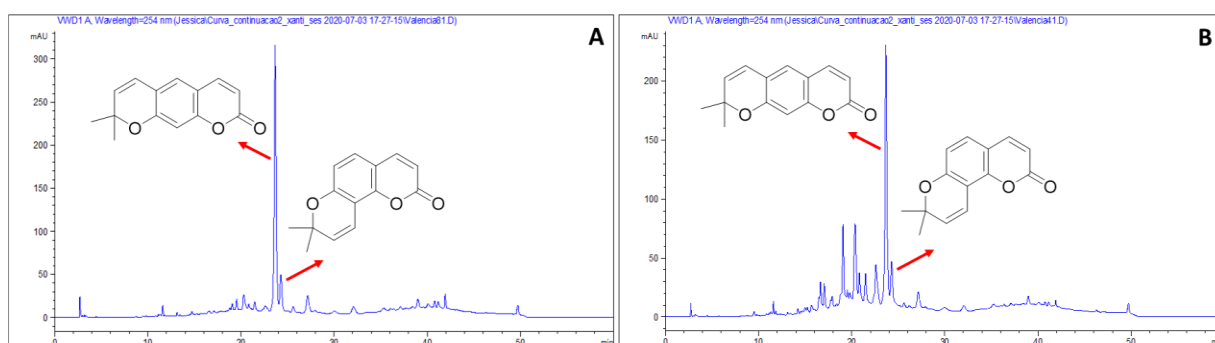 VWD1 A, Wavelength=254 nm (Jessica\Curva_continuacao2_xanti_ses 2020-07-03 17-27-15\Valencia81.D)
mAU
A
300
250
200
150
100
50
0
O
O
O
O
O
O
0
10
20
30
40
50
VWD1 A, Wavelength=254 nm (Jessica\Curva_continuacao2_xanti_ses 2020-07-03 17-27-15\Valencia41.D)
mAU
B
200
150
100
50
0
O
O
O
O
O
O
0
10
20
30
40
50